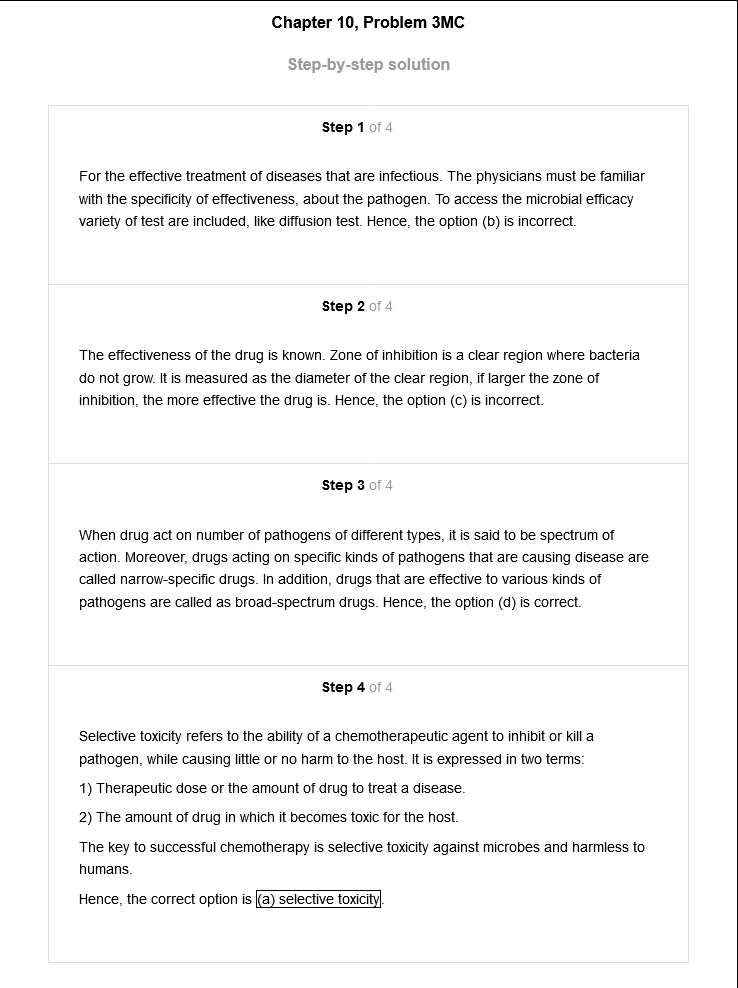 Chapter 10, Problem 3MC
Step-by-step solution
Step 1 of 4
For the effective treatment of diseases that are infectious. The physicians must be familiar
with the specificity of effectiveness, about the pathogen. To access the microbial efficacy
variety of test are included, like diffusion test. Hence, the option (b) is incorrect.
Step 2 of 4
The effectiveness of the drug is known. Zone of inhibition is a clear region where bacteria
do not grow. It is measured as the diameter of the clear region, if larger the zone of
inhibition, the more effective the drug is. Hence, the option (c) is incorrect.
Step 3 of 4
When drug act on number of pathogens of different types, it is said to be spectrum of
action. Moreover, drugs acting on specific kinds of pathogens that are causing disease are
called narrow-specific drugs. In addition, drugs that are effective to various kinds of
pathogens are called as broad-spectrum drugs. Hence, the option (d) is correct.
Step 4 of 4
Selective toxicity refers to the ability of a chemotherapeutic agent to inhibit or kill a
pathogen, while causing little or no harm to the host. It is expressed in two terms:
1) Therapeutic dose or the amount of drug to treat a disease.
2) The amount of drug in which it becomes toxic for the host.
The key to successful chemotherapy is selective toxicity against microbes and harmless to
humans.
Hence, the correct option is (a) selective toxicity.